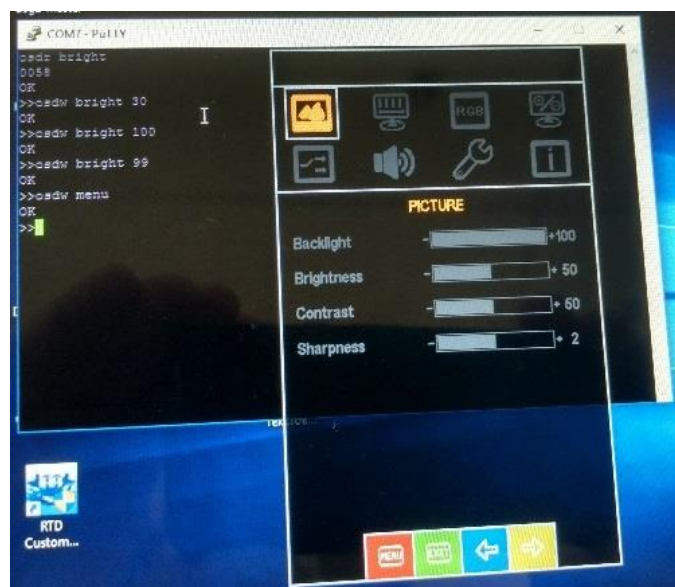 COM7 - PuTTY
osdr bright
0058
OK
>>osdw bright 30
OK
>>osdw bright 100
OK
>>osdw bright 99
OK
>>osdw menu
OK
>>
RGB
i
PICTURE
Backlight - + 100
Brightness - + 50
Contrast - + 50
Sharpness - + 2
RTD
Custom...
MENU EXIT